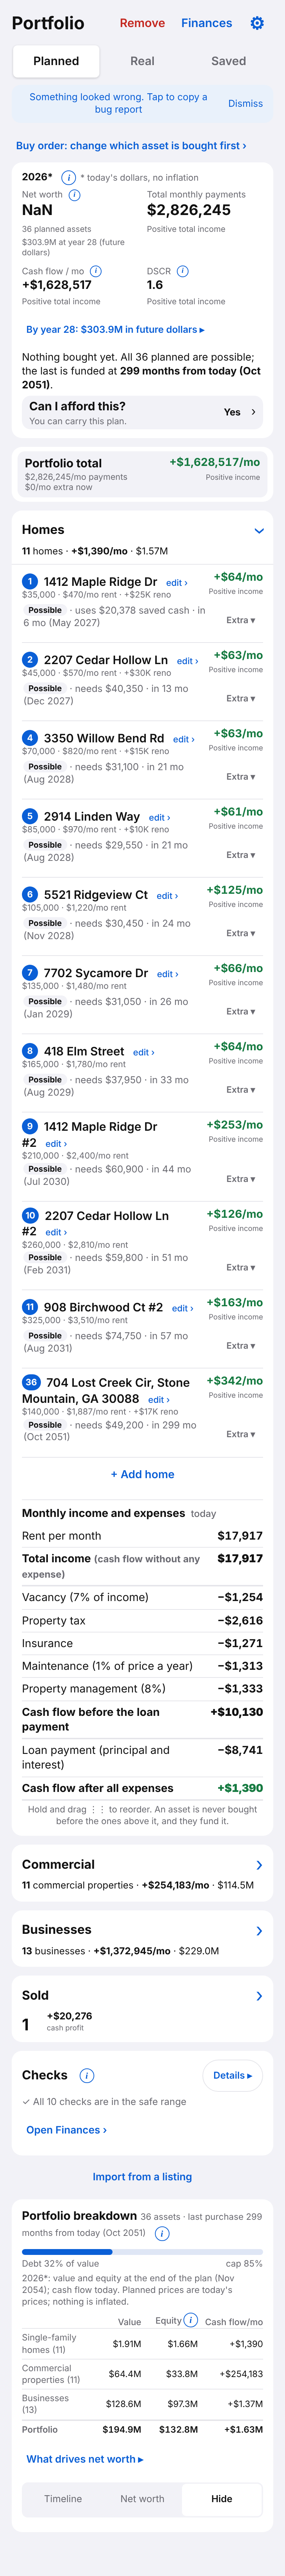 Portfolio
Remove
Finances
Planned
Real
Saved
Something looked wrong. Tap to copy a
bug report
Dismiss
Buy order: change which asset is bought first ›
2026* i * today's dollars, no inflation
Net worth i
NaN
36 planned assets
$303.9M at year 28 (future
dollars)
Total monthly payments
$2,826,245
Positive total income
Cash flow / mo i
+$1,628,517
Positive total income
DSCR i
1.6
Positive total income
By year 28: $303.9M in future dollars ▸
Nothing bought yet. All 36 planned are possible;
the last is funded at 299 months from today (Oct
2051).
Can I afford this?
You can carry this plan.
Yes ›
Portfolio total
$2,826,245/mo payments
$0/mo extra now
+$1,628,517/mo
Positive income
Homes
11 homes · +$1,390/mo · $1.57M
1 1412 Maple Ridge Dr edit ›
$35,000 · $470/mo rent · +$25K reno
Possible · uses $20,378 saved cash · in
6 mo (May 2027)
+$64/mo
Positive income
Extra ▾
2 2207 Cedar Hollow Ln edit ›
$45,000 · $570/mo rent · +$30K reno
Possible · needs $40,350 · in 13 mo
(Dec 2027)
+$63/mo
Positive income
Extra ▾
4 3350 Willow Bend Rd edit ›
$70,000 · $820/mo rent · +$15K reno
Possible · needs $31,100 · in 21 mo
(Aug 2028)
+$63/mo
Positive income
Extra ▾
5 2914 Linden Way edit ›
$85,000 · $970/mo rent · +$10K reno
Possible · needs $29,550 · in 21 mo
(Aug 2028)
+$61/mo
Positive income
Extra ▾
6 5521 Ridgeview Ct edit ›
$105,000 · $1,220/mo rent
Possible · needs $30,450 · in 24 mo
(Nov 2028)
+$125/mo
Positive income
Extra ▾
7 7702 Sycamore Dr edit ›
$135,000 · $1,480/mo rent
Possible · needs $31,050 · in 26 mo
(Jan 2029)
+$66/mo
Positive income
Extra ▾
8 418 Elm Street edit ›
$165,000 · $1,780/mo rent
Possible · needs $37,950 · in 33 mo
(Aug 2029)
+$64/mo
Positive income
Extra ▾
9 1412 Maple Ridge Dr
#2 edit ›
$210,000 · $2,400/mo rent
Possible · needs $60,900 · in 44 mo
(Jul 2030)
+$253/mo
Positive income
Extra ▾
10 2207 Cedar Hollow Ln
#2 edit ›
$260,000 · $2,810/mo rent
Possible · needs $59,800 · in 51 mo
(Feb 2031)
+$126/mo
Positive income
Extra ▾
11 908 Birchwood Ct #2 edit ›
$325,000 · $3,510/mo rent
Possible · needs $74,750 · in 57 mo
(Aug 2031)
+$163/mo
Positive income
Extra ▾
36 704 Lost Creek Cir, Stone
Mountain, GA 30088 edit ›
$140,000 · $1,887/mo rent · +$17K reno
Possible · needs $49,200 · in 299 mo
(Oct 2051)
+$342/mo
Positive income
Extra ▾
+ Add home
Monthly income and expenses today
Rent per month $17,917
Total income (cash flow without any
expense) $17,917
Vacancy (7% of income) −$1,254
Property tax −$2,616
Insurance −$1,271
Maintenance (1% of price a year) −$1,313
Property management (8%) −$1,333
Cash flow before the loan
payment +$10,130
Loan payment (principal and
interest) −$8,741
Cash flow after all expenses +$1,390
Hold and drag ⋮⋮ to reorder. An asset is never bought
before the ones above it, and they fund it.
Commercial ›
11 commercial properties · +$254,183/mo · $114.5M
Businesses ›
13 businesses · +$1,372,945/mo · $229.0M
Sold ›
1
+$20,276
cash profit
Checks i
Details ▸
✓ All 10 checks are in the safe range
Open Finances ›
Import from a listing
Portfolio breakdown 36 assets · last purchase 299
months from today (Oct 2051) i
Debt 32% of value cap 85%
2026*: value and equity at the end of the plan (Nov
2054); cash flow today. Planned prices are today's
prices; nothing is inflated.
Value Equity i Cash flow/mo
Single-family
homes (11) $1.91M $1.66M +$1,390
Commercial
properties (11) $64.4M $33.8M +$254,183
Businesses
(13) $128.6M $97.3M +$1.37M
Portfolio $194.9M $132.8M +$1.63M
What drives net worth ▸
Timeline
Net worth
Hide